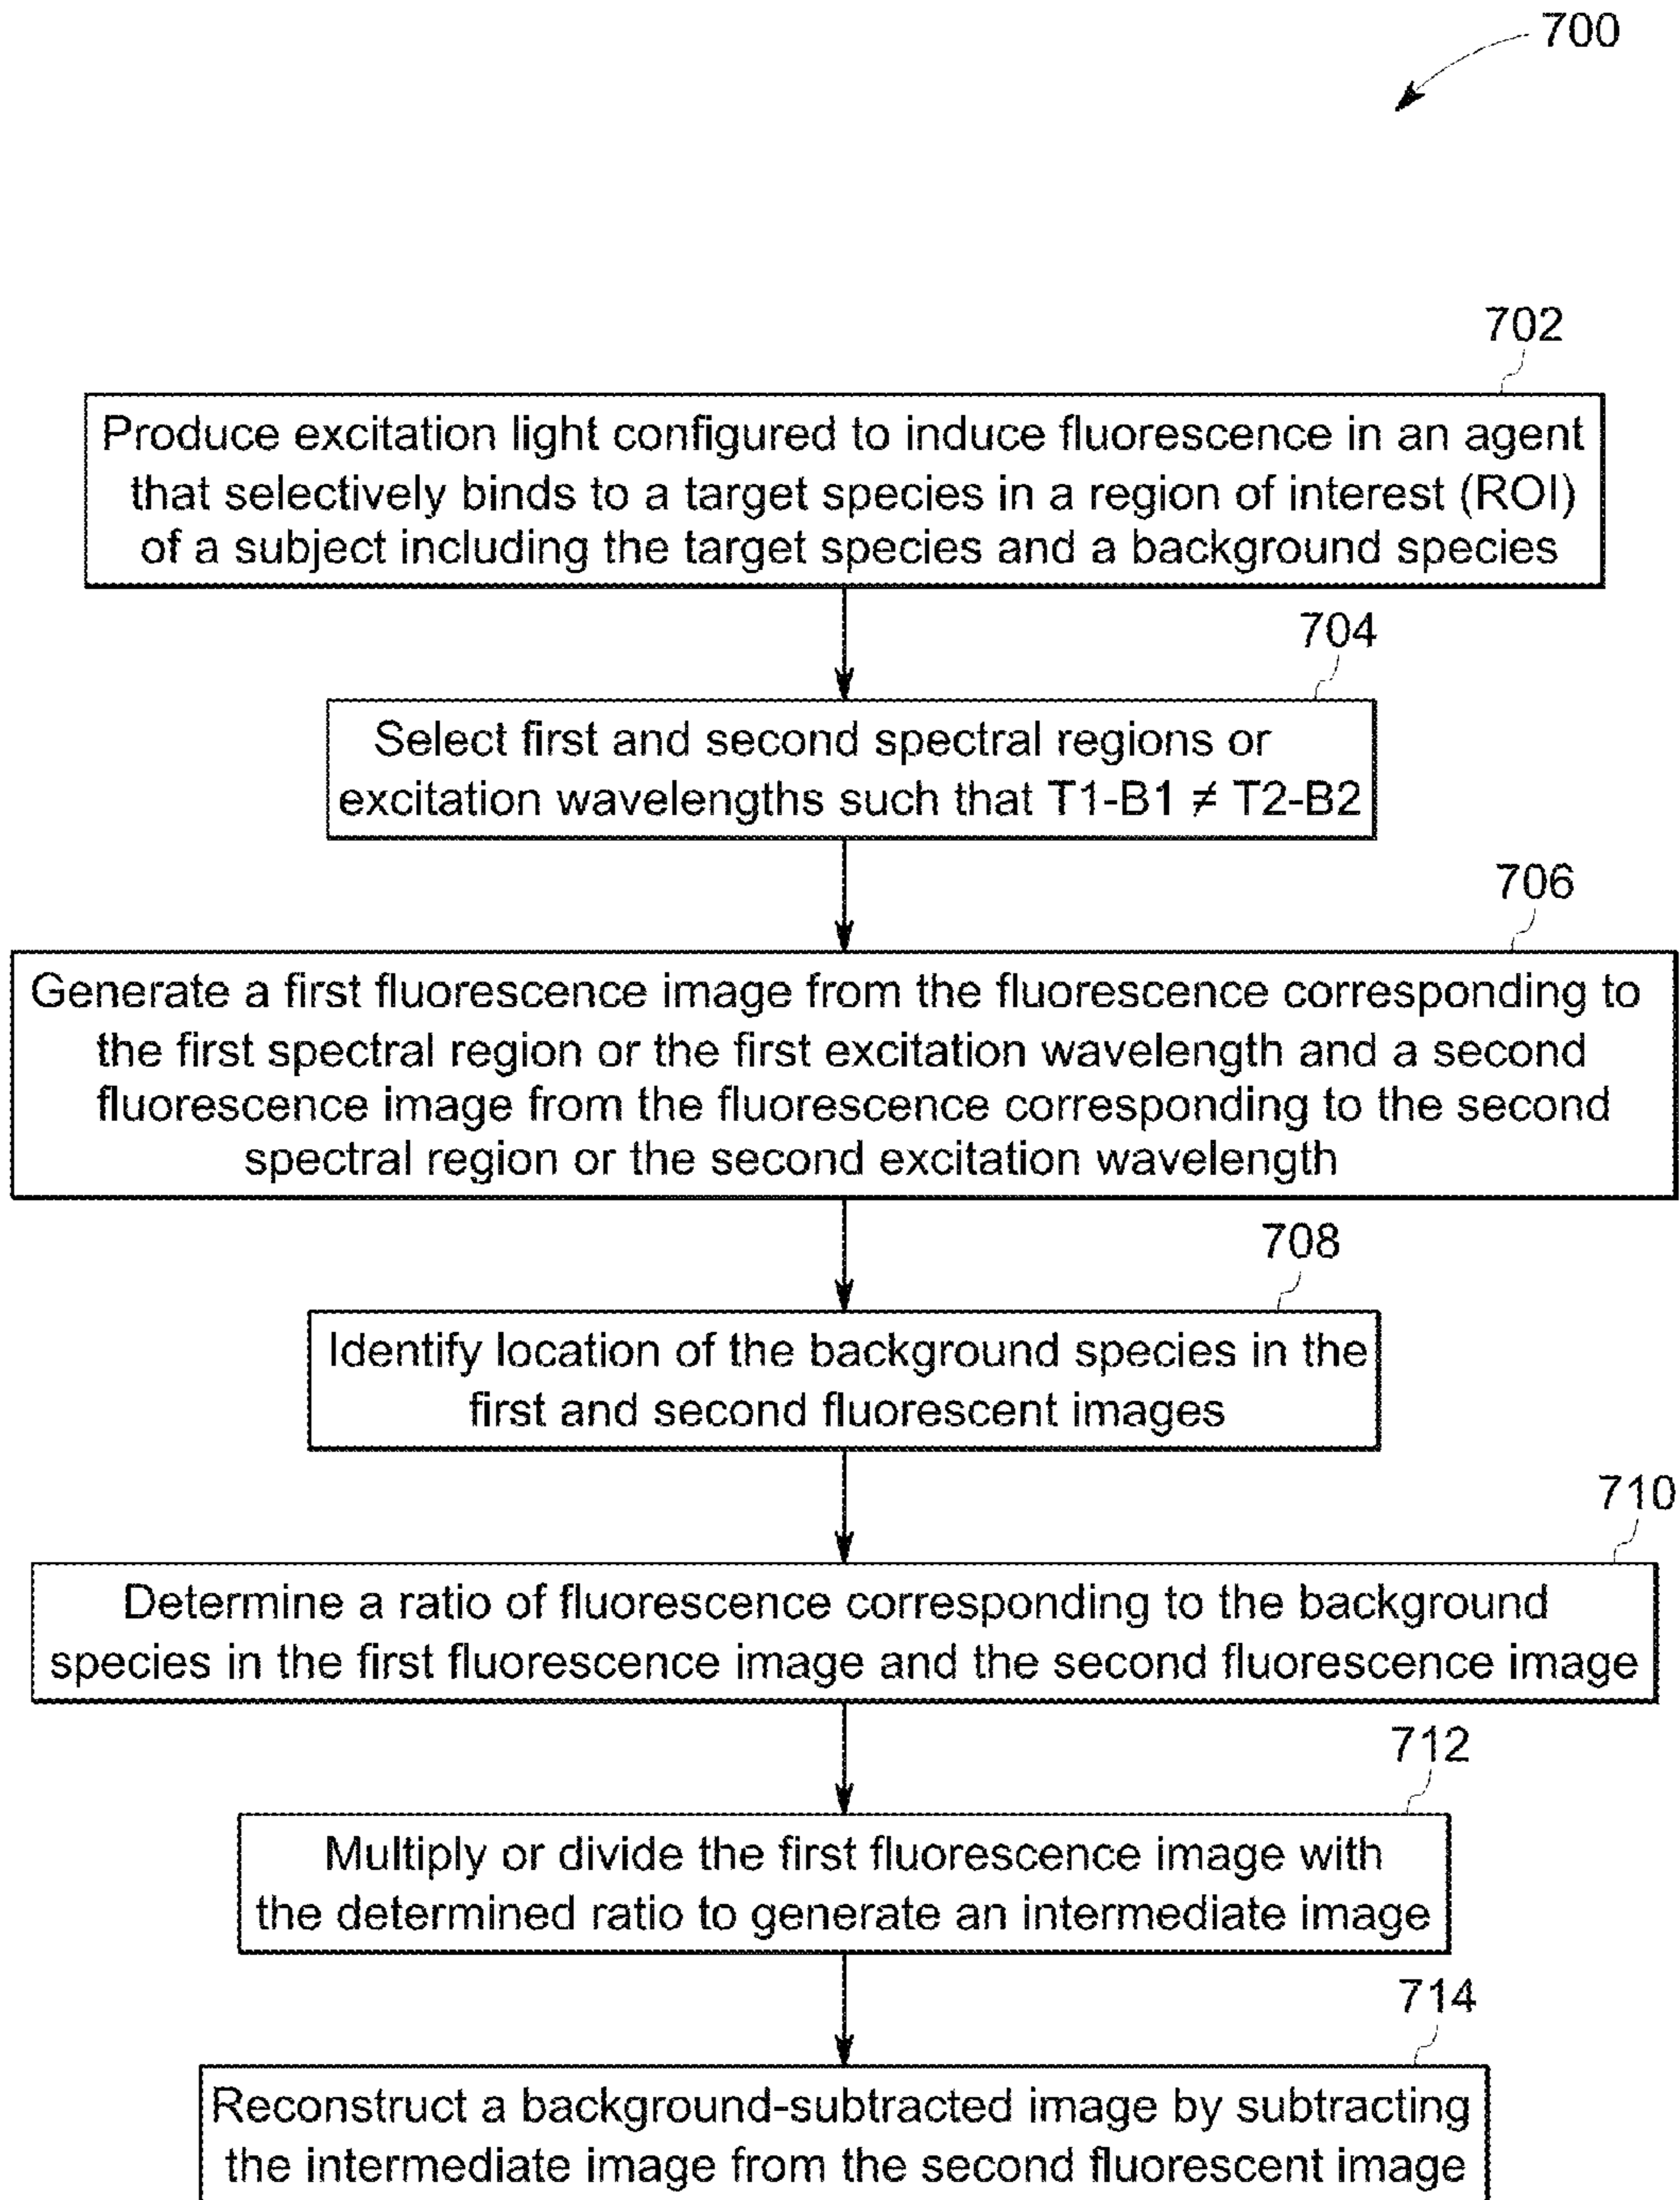 700
702
Produce excitation light configured to induce fluorescence in an agent
that selectively binds to a target species in a region of interest (ROI)
of a subject including the target species and a background species
704
Select first and second spectral regions or
excitation wavelengths such that T1-B1 ≠ T2-B2
706
Generate a first fluorescence image from the fluorescence corresponding to
the first spectral region or the first excitation wavelength and a second
fluorescence image from the fluorescence corresponding to the second
spectral region or the second excitation wavelength
708
Identify location of the background species in the
first and second fluorescent images
710
Determine a ratio of fluorescence corresponding to the background
species in the first fluorescence image and the second fluorescence image
712
Multiply or divide the first fluorescence image with
the determined ratio to generate an intermediate image
714
Reconstruct a background-subtracted image by subtracting
the intermediate image from the second fluorescent image